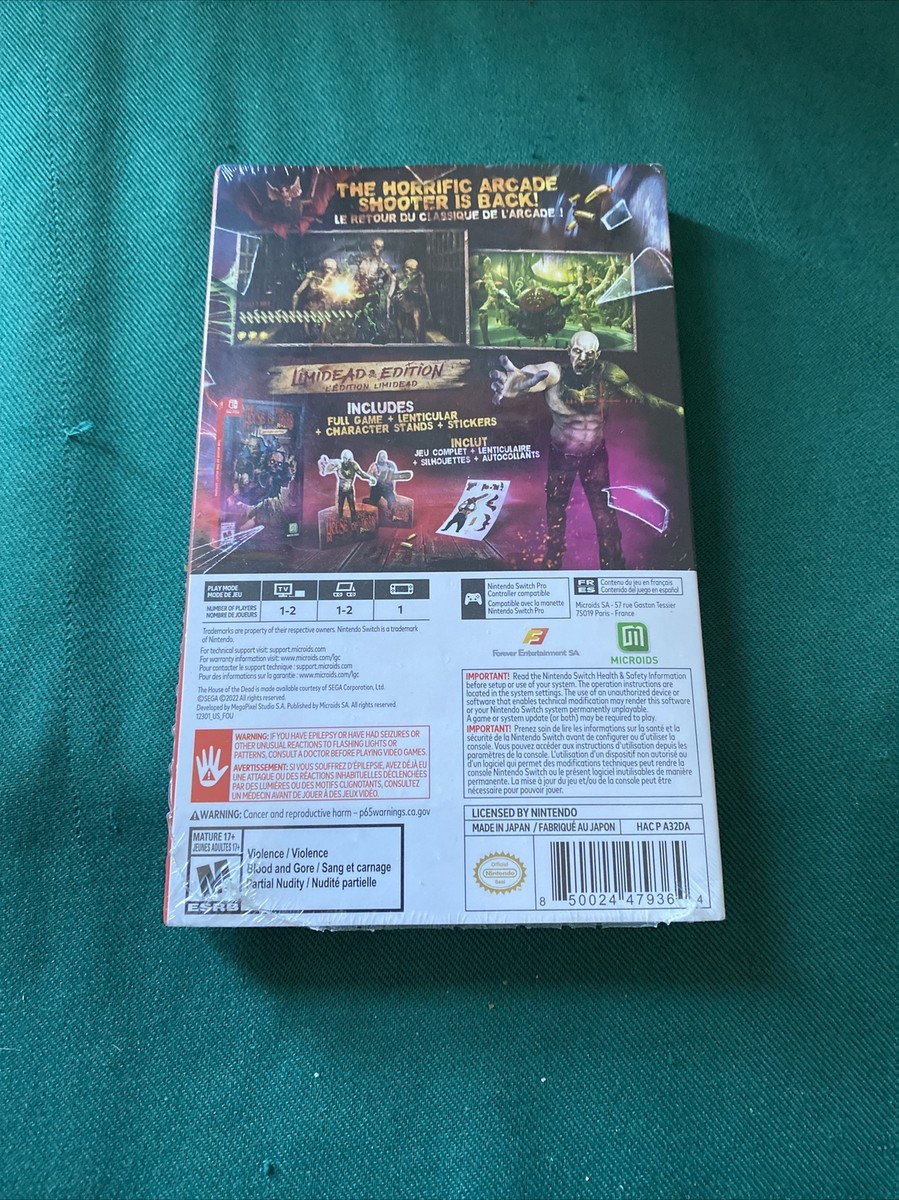 THE HORRIFIC ARCADE
SHOOTER IS BACK!
LE RETOUR DU CLASSIQUE DE L'ARCADE !
LIMIDEAD EDITION
L'ÉDITION LIMIDEAD
INCLUDES
FULL GAME + LENTICULAR
+ CHARACTER STANDS + STICKERS
INCLUT
JEU COMPLET + LENTICULAIRE
+ SILHOUETTES + AUTOCOLLANTS
PLAY MODE
MODE DE JEU
TV
NUMBER OF PLAYERS
NOMBRE DE JOUEURS
1-2
1-2
1
Nintendo Switch Pro
Controller compatible
Compatible avec la manette
Nintendo Switch Pro
FR
ES
Contenu du jeu en français
Contenido del juego en español
Microids SA - 57 rue Gaston Tessier
75019 Paris - France
Trademarks are property of their respective owners. Nintendo Switch is a trademark
of Nintendo.
For technical support visit: support.microids.com
For warranty information visit: www.microids.com/lgc
Pour contacter le support technique : support.microids.com
Pour des informations sur la garantie : www.microids.com/lgc
The House of the Dead is made available courtesy of SEGA Corporation, Ltd.
©SEGA ©2022 All rights reserved.
Developed by MegaPixel Studio S.A. Published by Microids SA. All rights reserved.
12301_US_FOU
Forever Entertainment SA
MICROIDS
WARNING: IF YOU HAVE EPILEPSY OR HAVE HAD SEIZURES OR
OTHER UNUSUAL REACTIONS TO FLASHING LIGHTS OR
PATTERNS, CONSULT A DOCTOR BEFORE PLAYING VIDEO GAMES.
AVERTISSEMENT: SI VOUS SOUFFREZ D'ÉPILEPSIE, AVEZ DÉJÀ EU
UNE ATTAQUE OU DES RÉACTIONS INHABITUELLES DÉCLENCHÉES
PAR DES LUMIÈRES OU DES MOTIFS CLIGNOTANTS, CONSULTEZ
UN MÉDECIN AVANT DE JOUER À DES JEUX VIDÉO.
IMPORTANT! Read the Nintendo Switch Health & Safety Information
before setup or use of your system. The operation instructions are
located in the system settings. The use of an unauthorized device or
software that enables technical modification may render this software
or your Nintendo Switch system permanently unplayable.
A game or system update (or both) may be required to play.
IMPORTANT! Prenez soin de lire les informations sur la santé et la
sécurité de la Nintendo Switch avant de configurer ou d'utiliser la
console. Vous pouvez accéder aux instructions d'utilisation depuis les
paramètres de la console. L'utilisation d'un dispositif non autorisé ou
d'un logiciel qui permet des modifications techniques peut rendre la
console Nintendo Switch ou le présent logiciel inutilisables de manière
permanente. La mise à jour du jeu et/ou de la console peut être
nécessaire pour pouvoir jouer.
WARNING: Cancer and reproductive harm – p65warnings.ca.gov
MATURE 17+
JEUNES ADULTES 17+
M
ESRB
Violence / Violence
Blood and Gore / Sang et carnage
Partial Nudity / Nudité partielle
LICENSED BY NINTENDO
MADE IN JAPAN / FABRIQUÉ AU JAPON
HAC P A32DA
Official
Nintendo
Seal
8 50024 47936 4